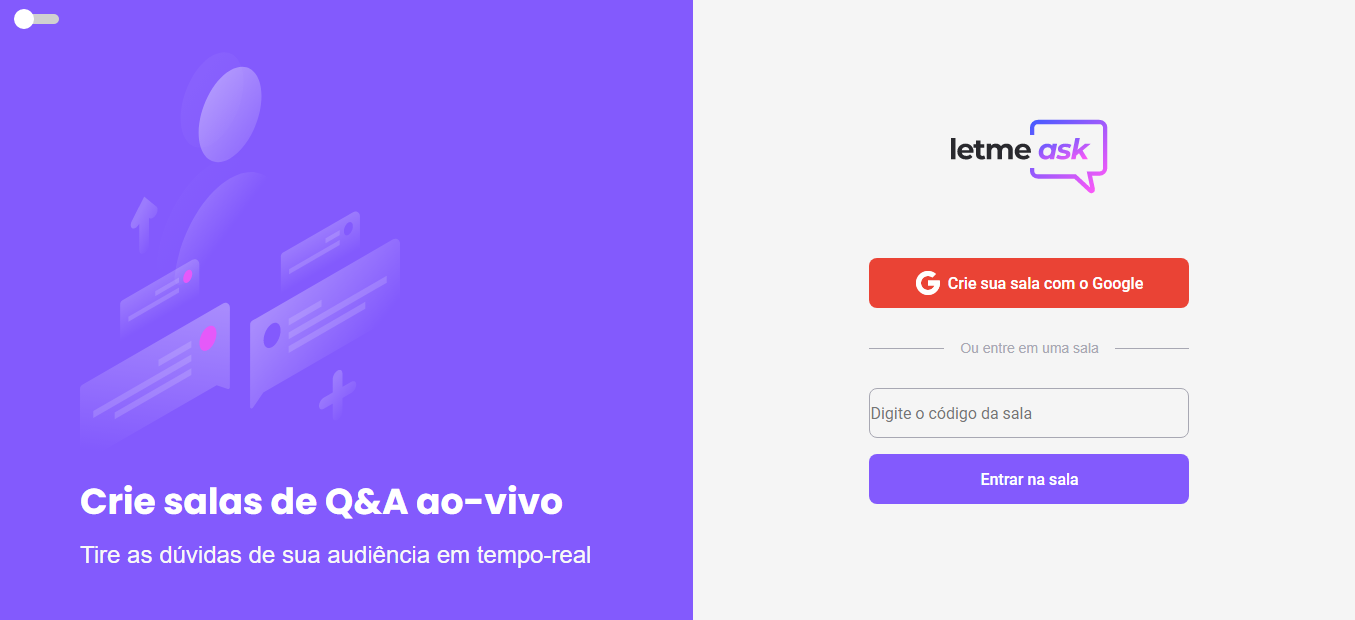 Crie salas de Q&A ao-vivo
Tire as dúvidas de sua audiência em tempo-real
letmeask
Crie sua sala com o Google
Ou entre em uma sala
Digite o código da sala
Entrar na sala